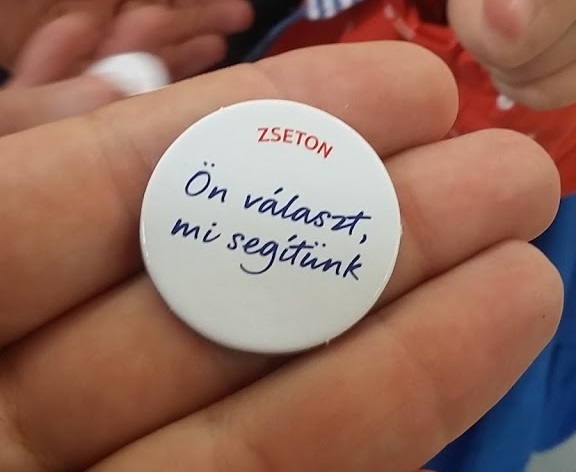 ZSETON
Ön választ,
mi segítünk